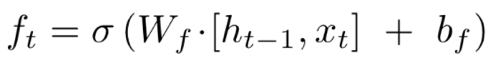 f_t = σ (W_f · [h_{t−1}, x_t] + b_f)